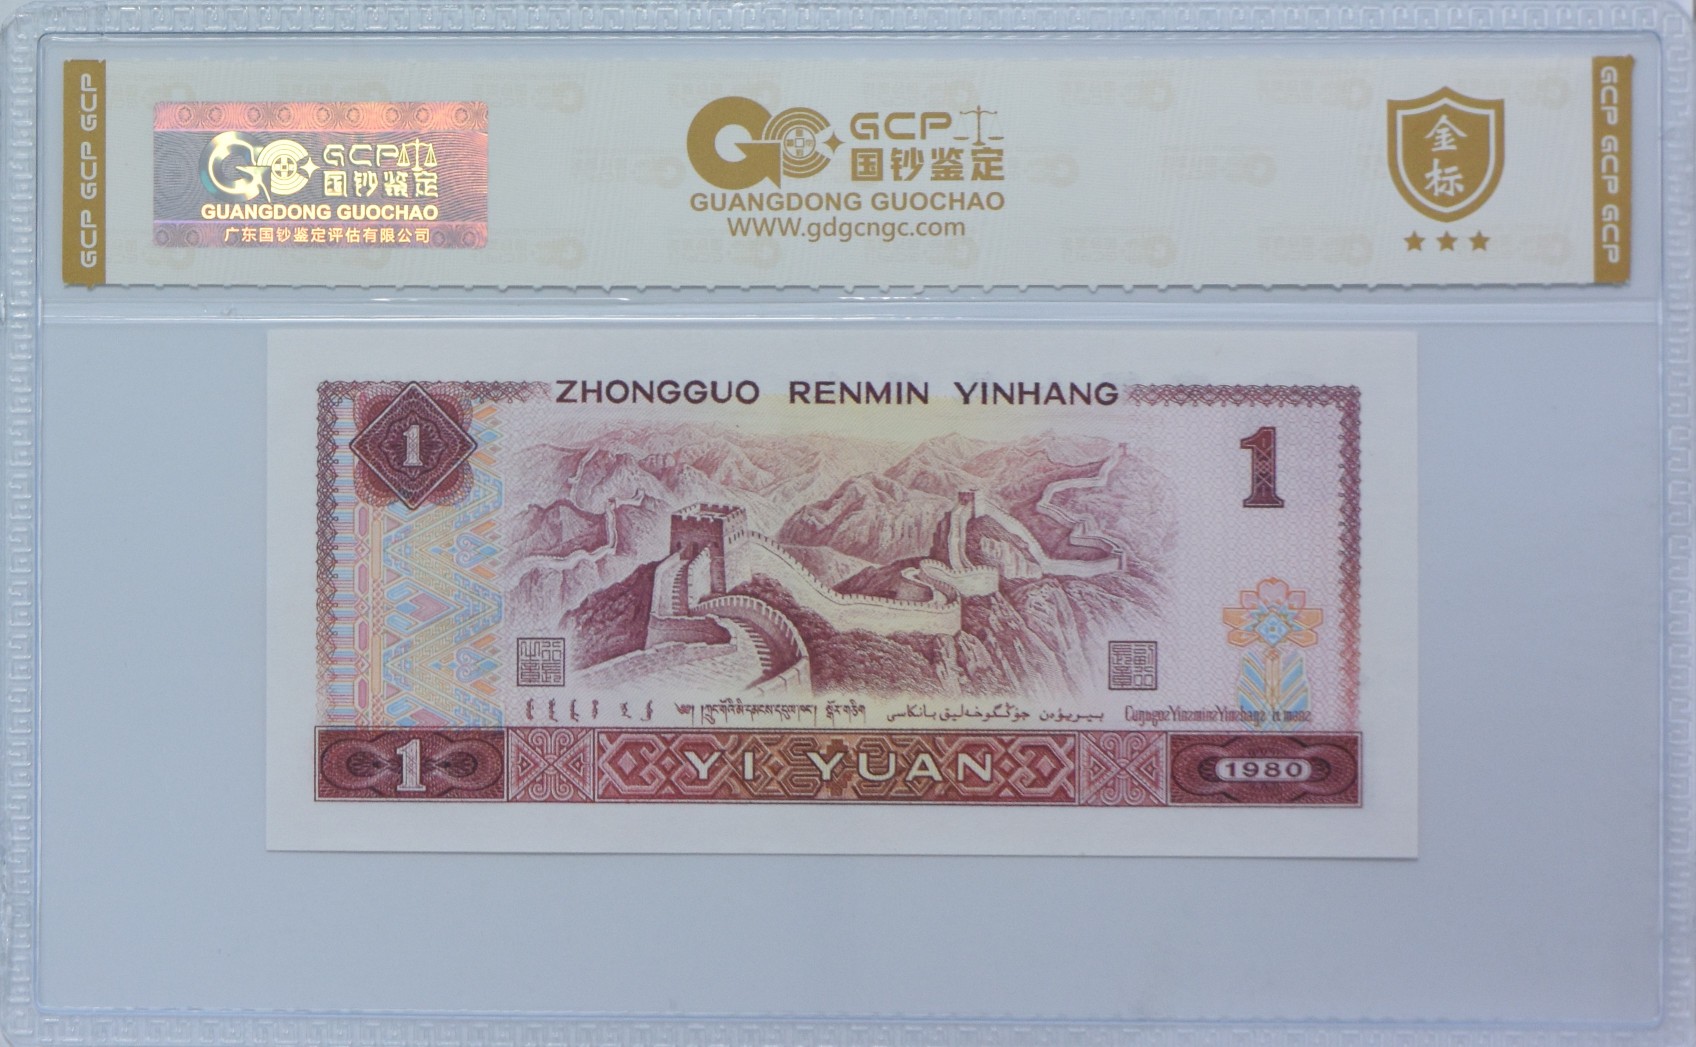 GCP GCP GCP
GCP
国钞鉴定
GUANGDONG GUOCHAO
广东国钞鉴定评估有限公司
GCP
国钞鉴定
GUANGDONG GUOCHAO
WWW.gdgcngc.com
金
标
GCP GCP GCP
ZHONGGUO RENMIN YINHANG
1
1
1
YI YUAN
1980